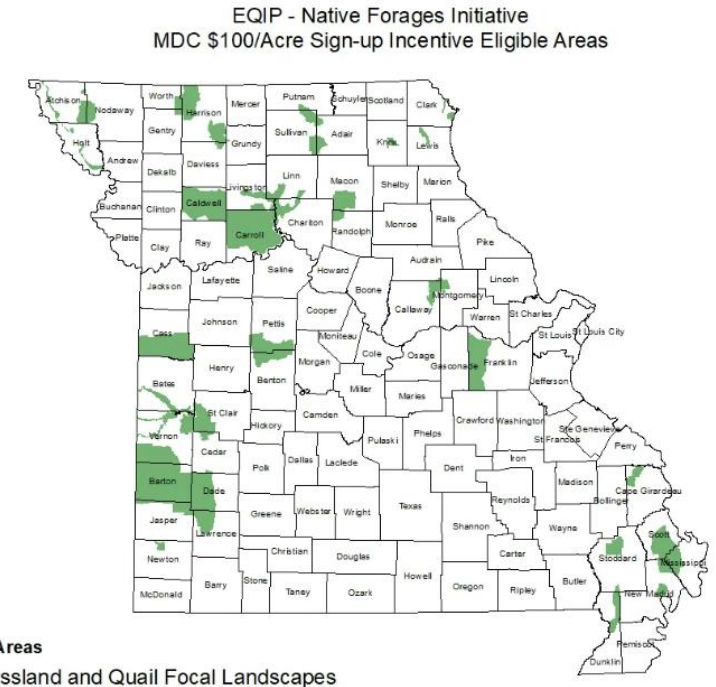 EQIP - Native Forages Initiative
MDC $100/Acre Sign-up Incentive Eligible Areas
Atchison
Nodaway
Worth
Harrison
Mercer
Putnam
Schuyler
Scotland
Clark
Holt
Gentry
Grundy
Sullivan
Adair
Knox
Lewis
Andrew
Dekalb
Daviess
Livingston
Linn
Macon
Shelby
Marion
Buchanan
Clinton
Caldwell
Carroll
Chariton
Randolph
Monroe
Ralls
Platte
Clay
Ray
Pike
Audrain
Jackson
Lafayette
Saline
Howard
Boone
Callaway
Montgomery
Lincoln
Warren
St Charles
St Louis
St Louis City
Cass
Johnson
Pettis
Cooper
Moniteau
Cole
Osage
Gasconade
Franklin
Jefferson
Bates
Henry
Benton
Morgan
Miller
Maries
Vernon
St Clair
Hickory
Camden
Pulaski
Phelps
Crawford
Washington
St Francois
Ste Genevieve
Perry
Barton
Cedar
Polk
Dallas
Laclede
Dent
Iron
Madison
Bollinger
Cape Girardeau
Dade
Jasper
Lawrence
Greene
Webster
Wright
Texas
Shannon
Reynolds
Wayne
Scott
Mississippi
Stoddard
Newton
Christian
Douglas
Howell
Carter
Butler
New Madrid
McDonald
Barry
Stone
Taney
Ozark
Oregon
Ripley
Pemiscot
Dunklin
Areas
ssland and Quail Focal Landscapes